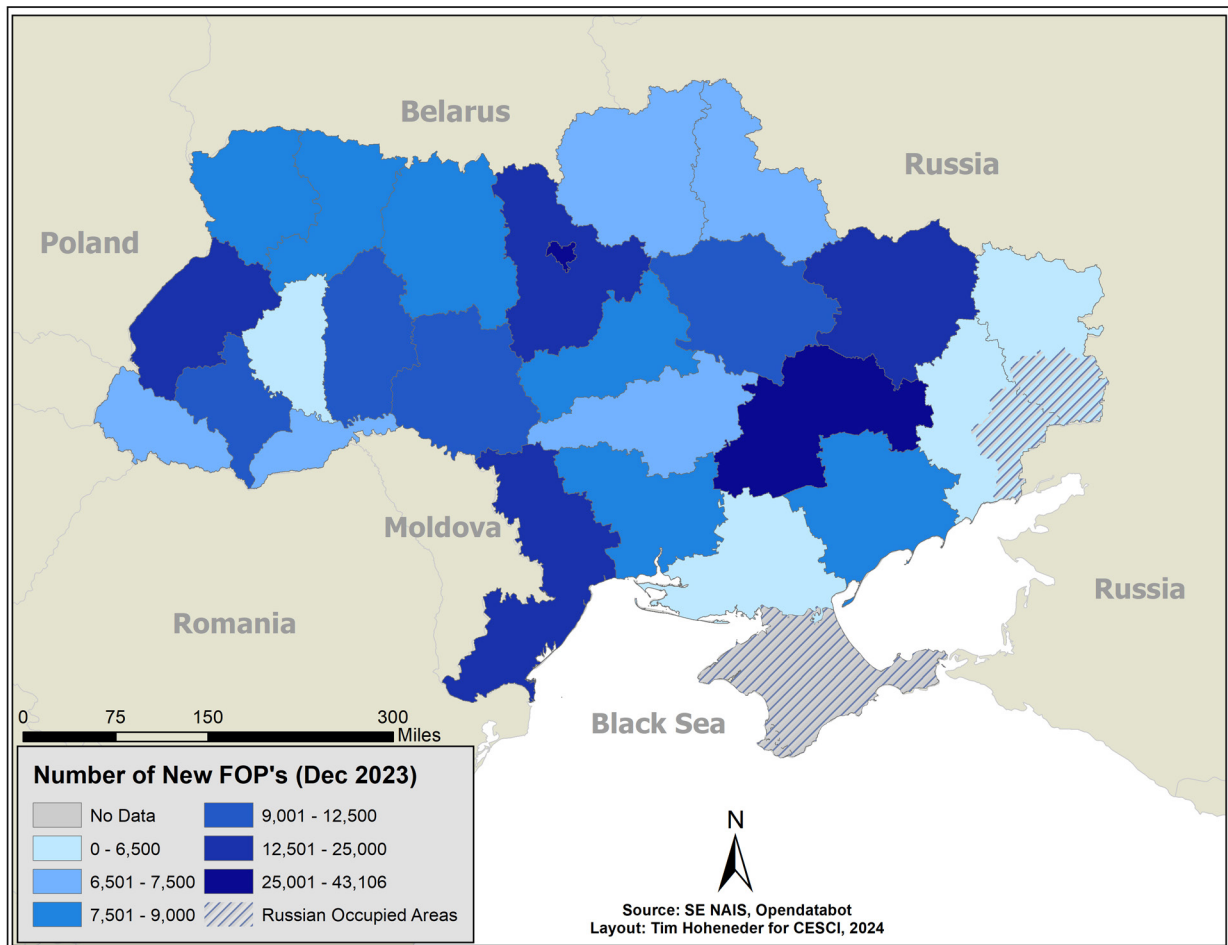 Belarus
Russia
Poland
Moldova
Romania
Russia
Black Sea
0 75 150 300
Miles
Number of New FOP's (Dec 2023)
No Data
0 - 6,500
6,501 - 7,500
7,501 - 9,000
9,001 - 12,500
12,501 - 25,000
25,001 - 43,106
Russian Occupied Areas
N
Source: SE NAIS, Opendatabot
Layout: Tim Hoheneder for CESCI, 2024